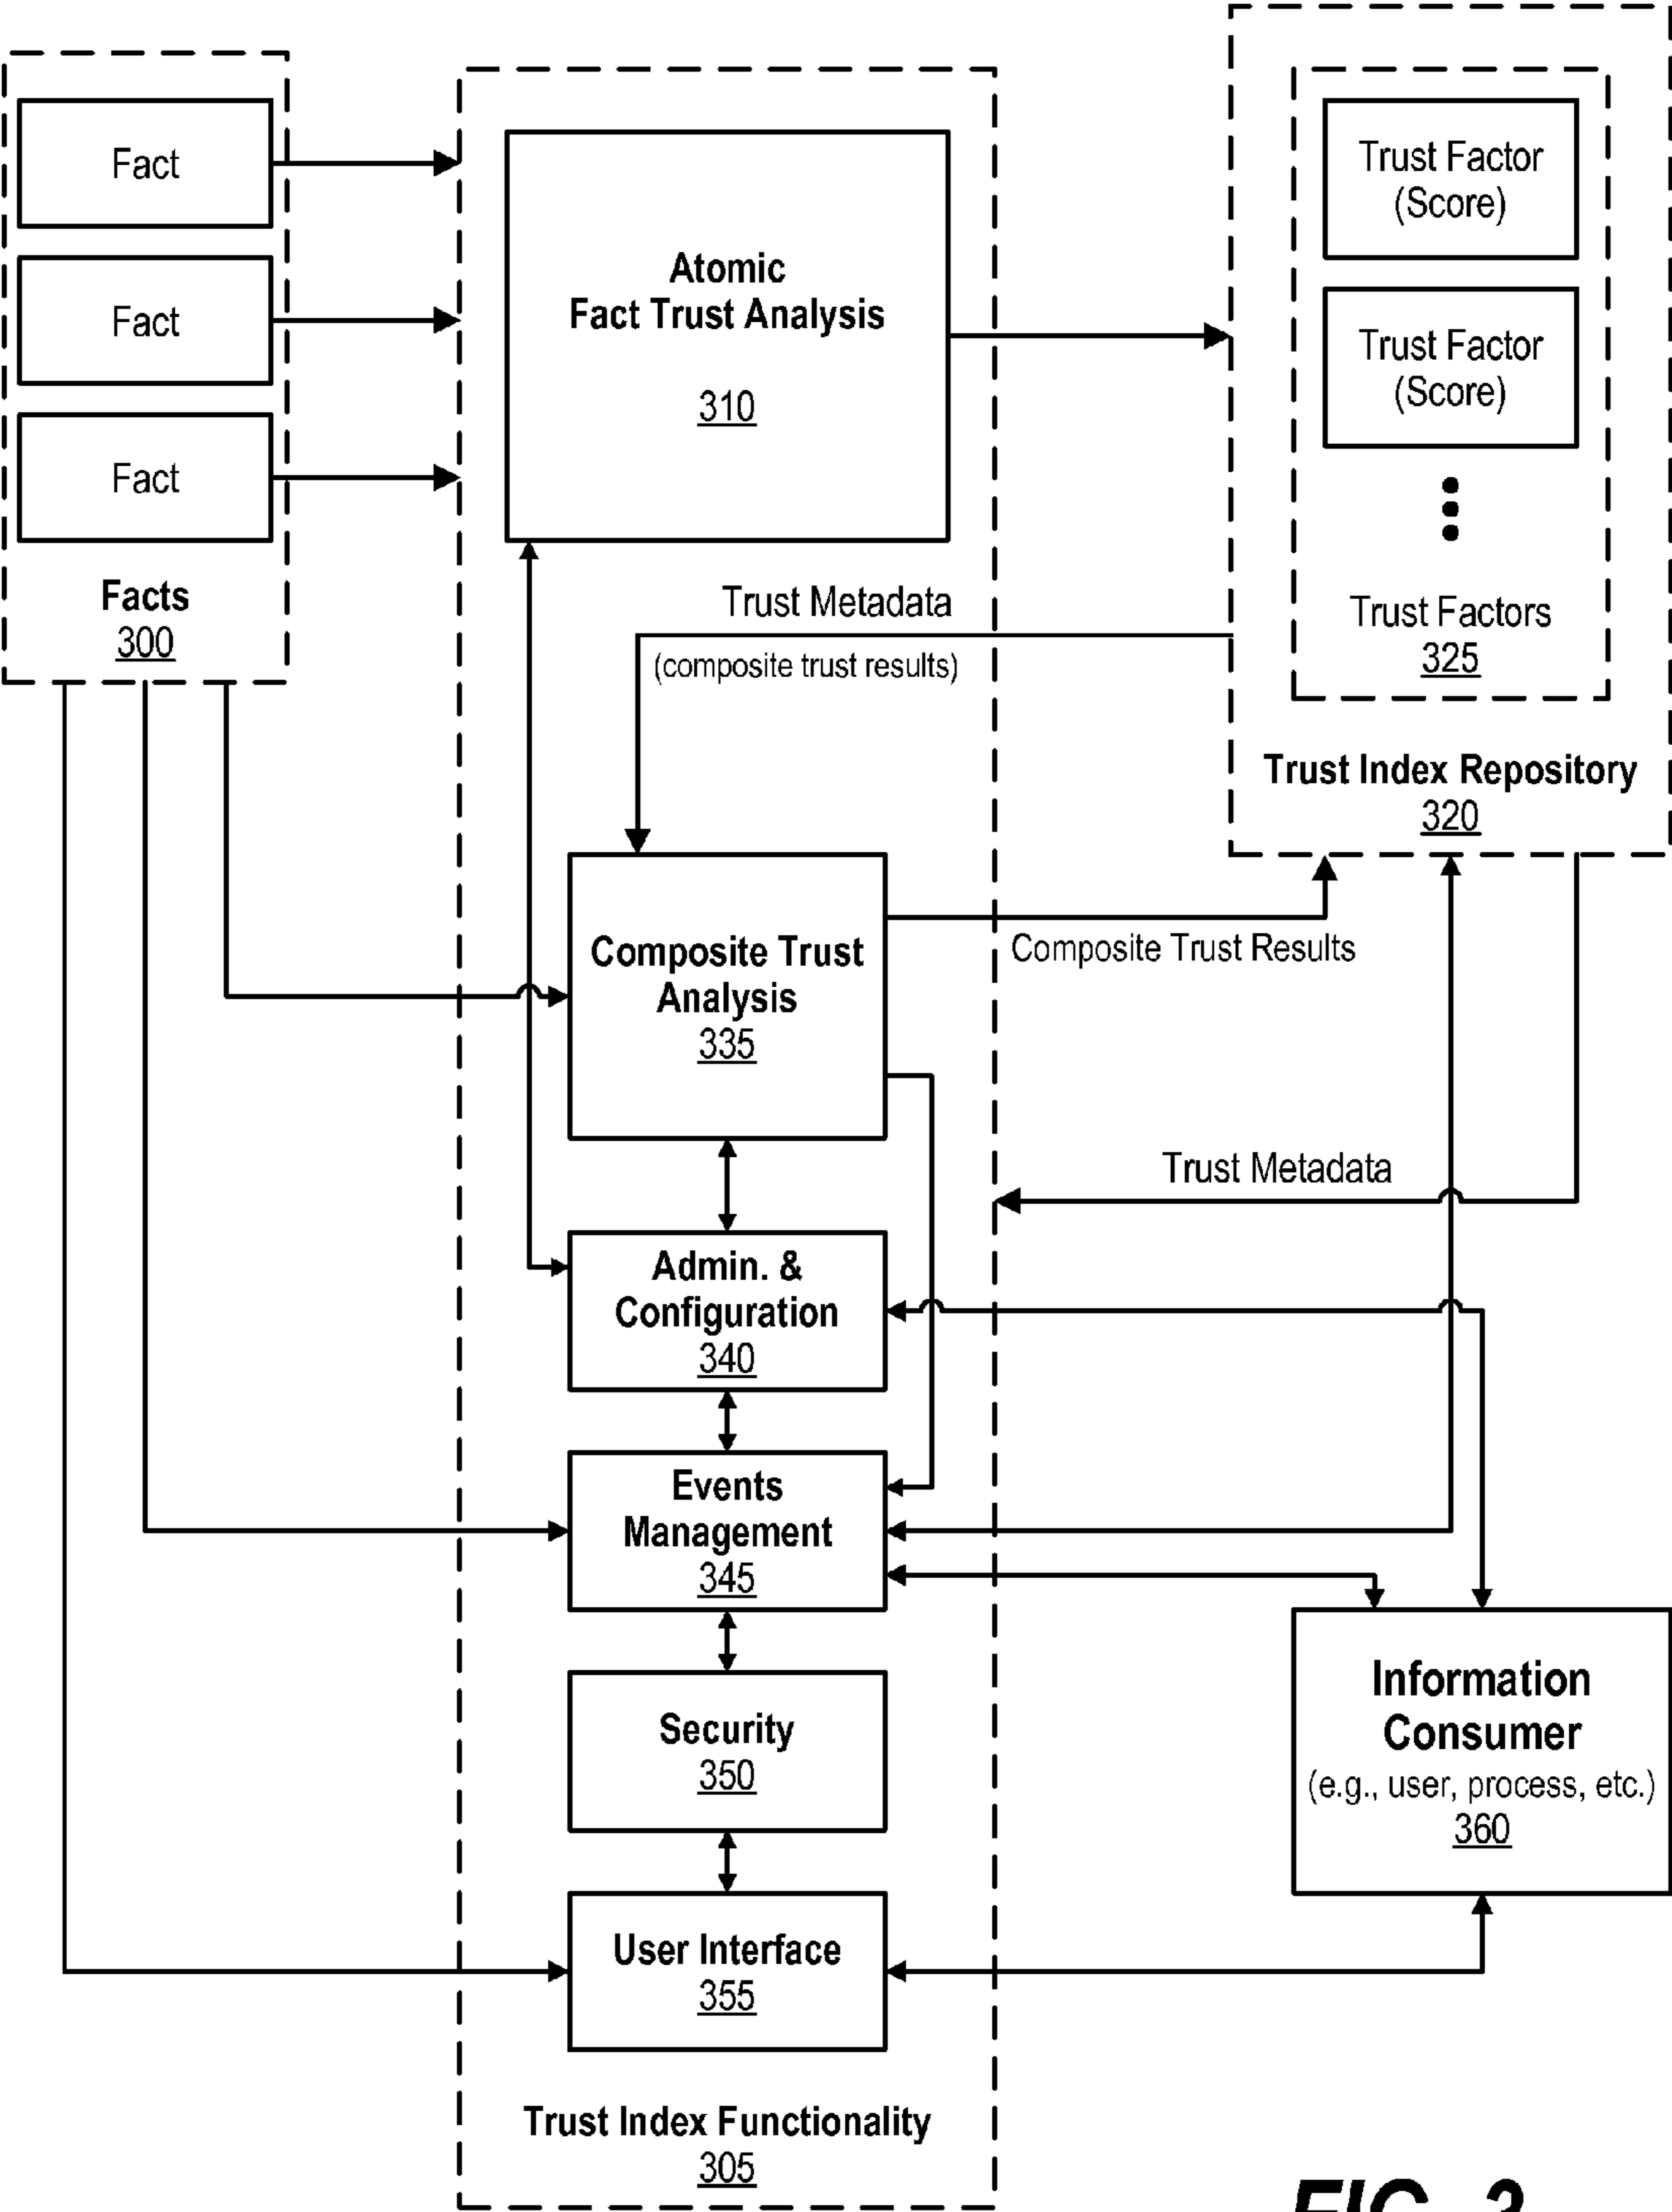 Fact
Fact
Fact
Facts
300
Atomic
Fact Trust Analysis
310
Trust Factor
(Score)
Trust Factor
(Score)
Trust Factors
325
Trust Index Repository
320
Trust Metadata
(composite trust results)
Composite Trust
Analysis
335
Composite Trust Results
Trust Metadata
Admin. &
Configuration
340
Events
Management
345
Security
350
User Interface
355
Information
Consumer
(e.g., user, process, etc.)
360
Trust Index Functionality
305
FIG. 3